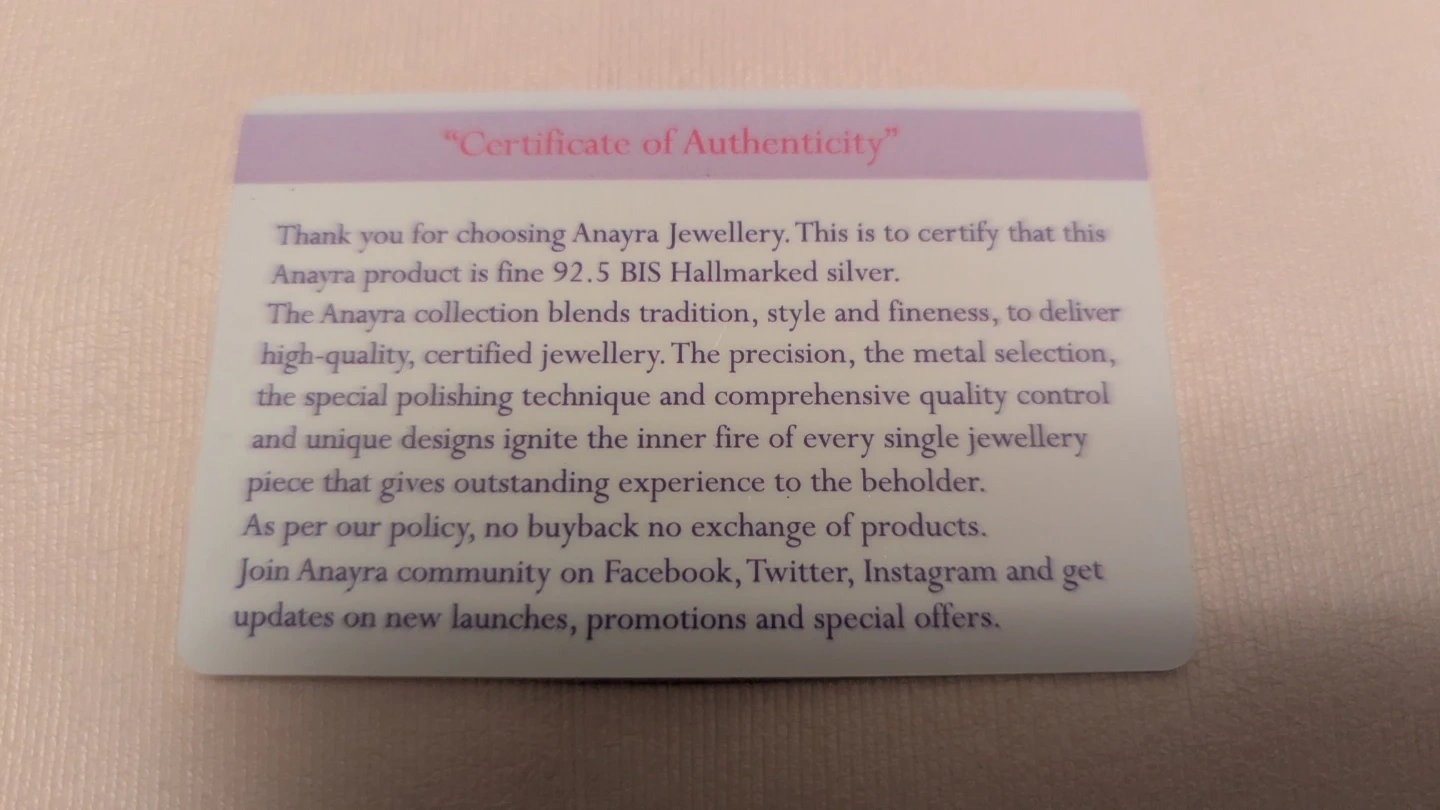 “Certificate of Authenticity”
Thank you for choosing Anayra Jewellery. This is to certify that this
Anayra product is fine 92.5 BIS Hallmarked silver.
The Anayra collection blends tradition, style and fineness, to deliver
high-quality, certified jewellery. The precision, the metal selection,
the special polishing technique and comprehensive quality control
and unique designs ignite the inner fire of every single jewellery
piece that gives outstanding experience to the beholder.
As per our policy, no buyback no exchange of products.
Join Anayra community on Facebook, Twitter, Instagram and get
updates on new launches, promotions and special offers.